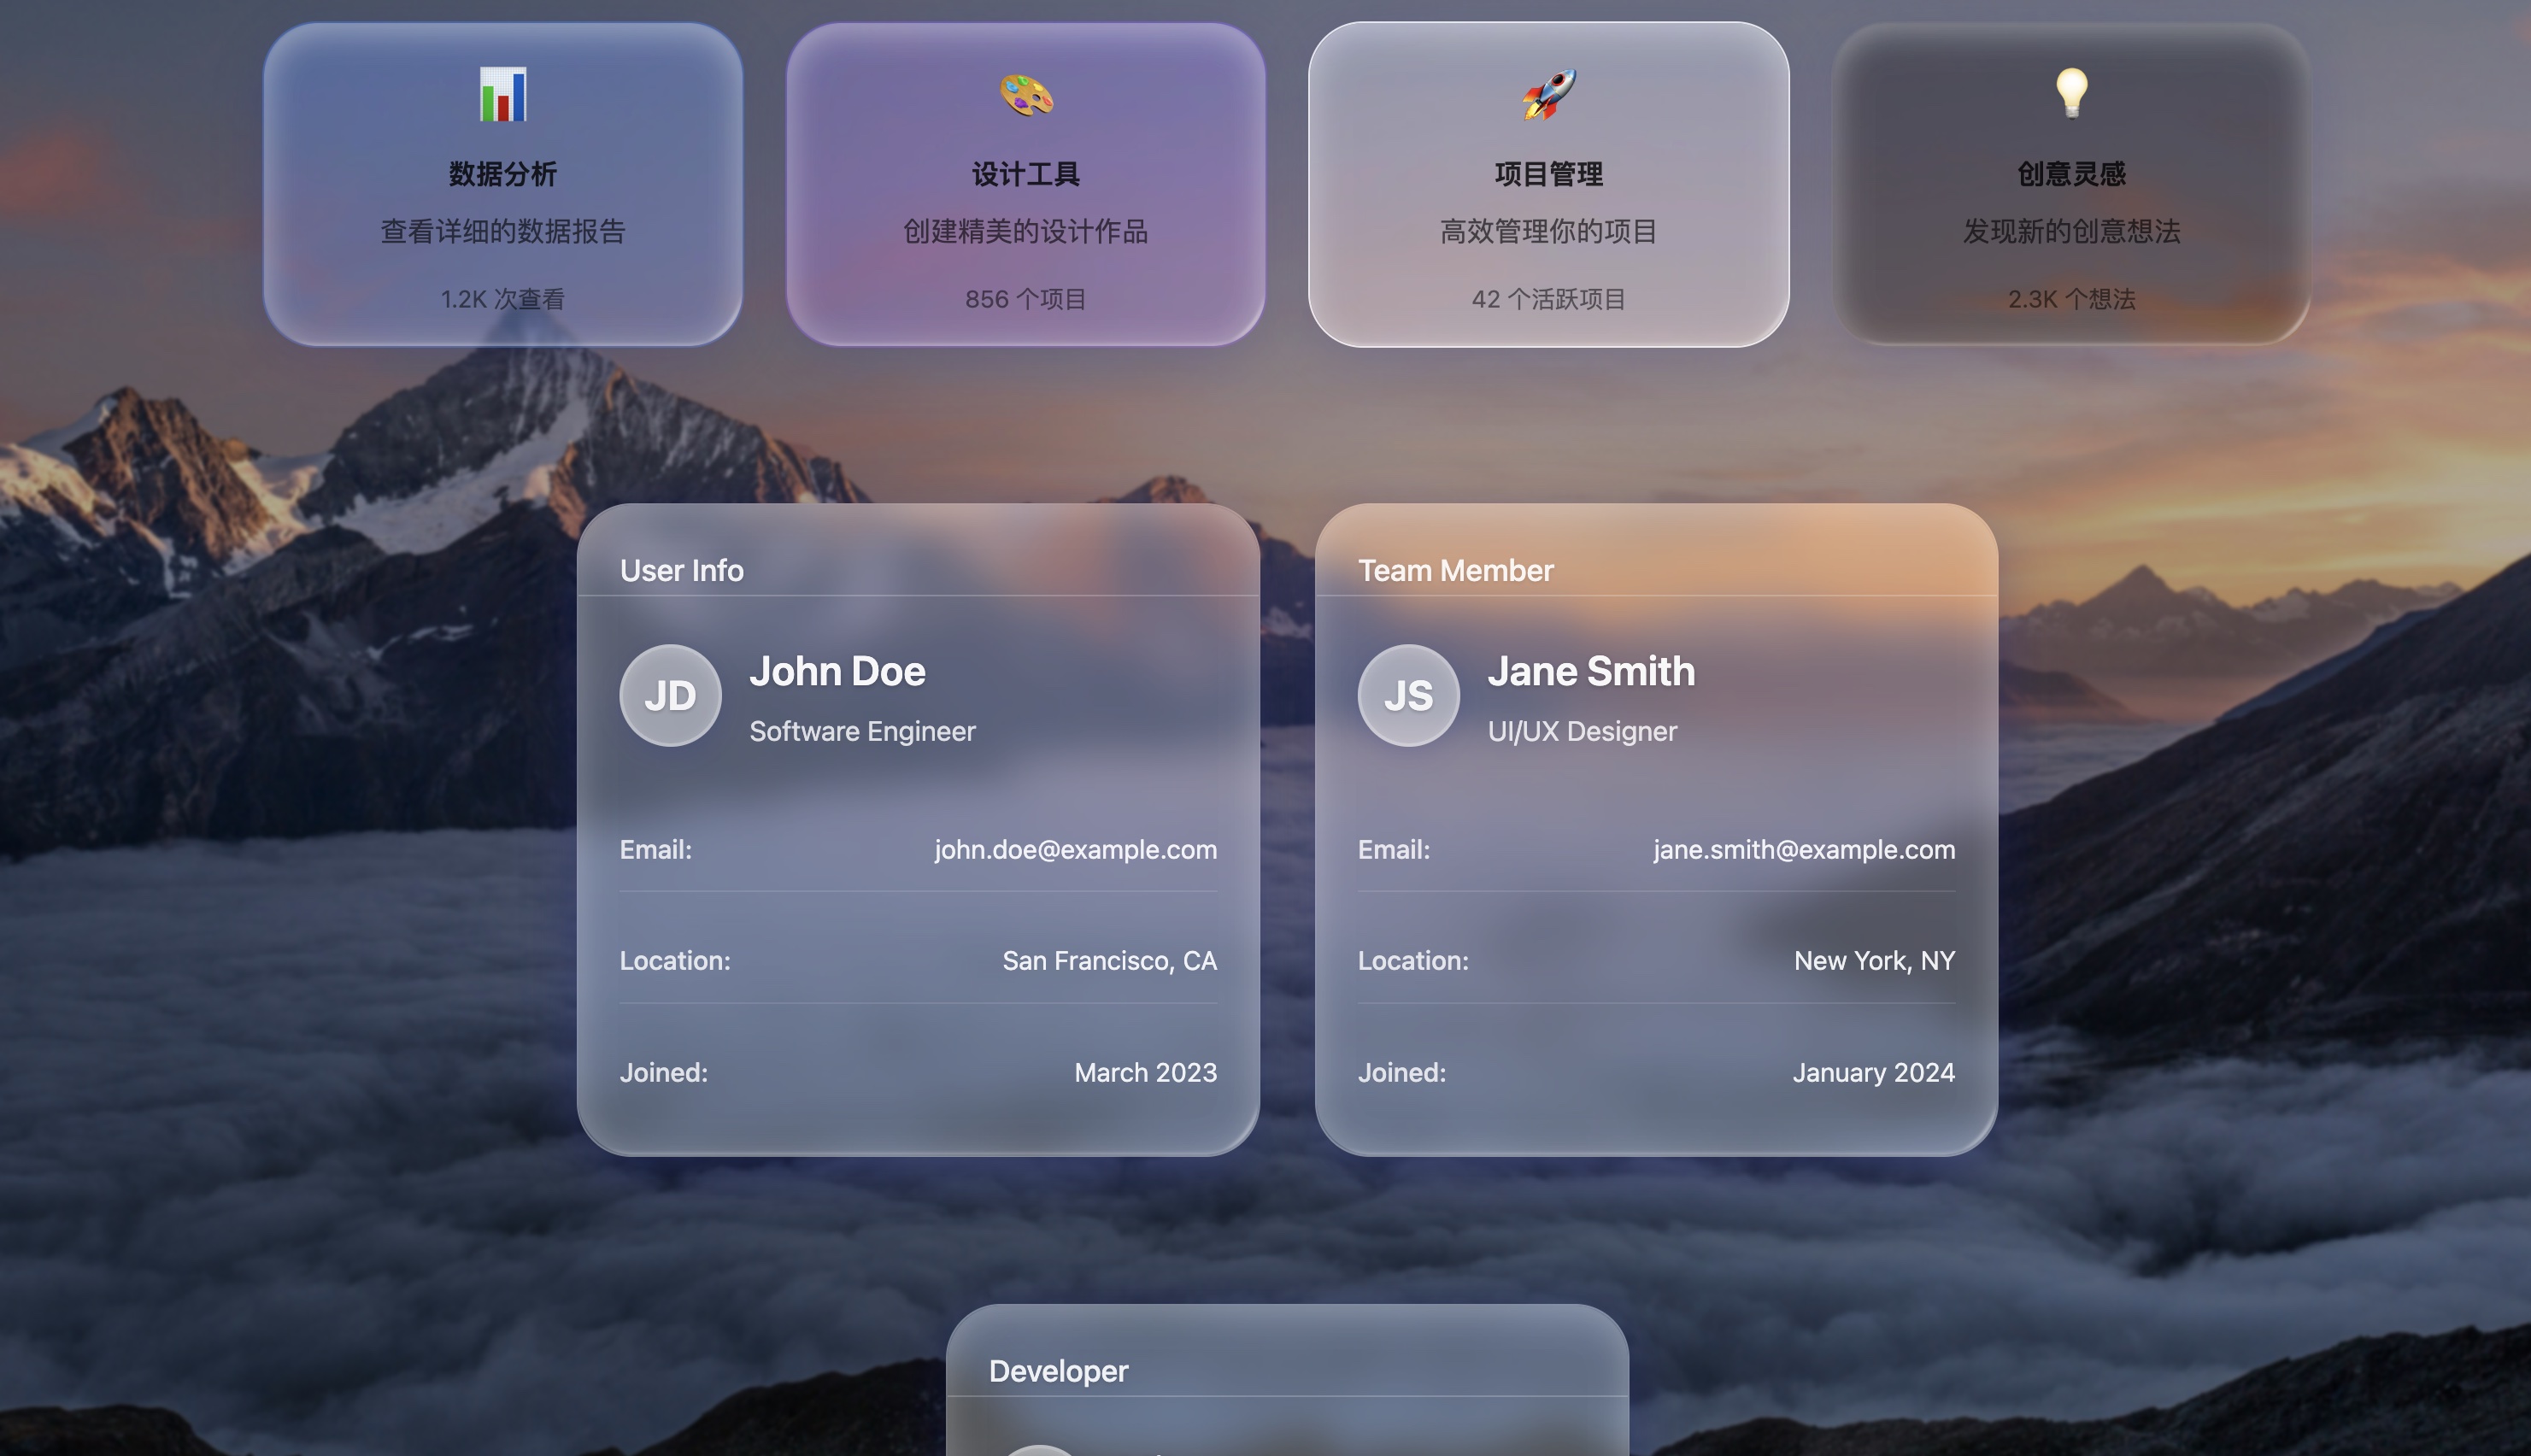 数据分析
查看详细的数据报告
1.2K 次查看
设计工具
创建精美的设计作品
856 个项目
项目管理
高效管理你的项目
42 个活跃项目
创意灵感
发现新的创意想法
2.3K 个想法
User Info
JD
John Doe
Software Engineer
Email: john.doe@example.com
Location: San Francisco, CA
Joined: March 2023
Team Member
JS
Jane Smith
UI/UX Designer
Email: jane.smith@example.com
Location: New York, NY
Joined: January 2024
Developer